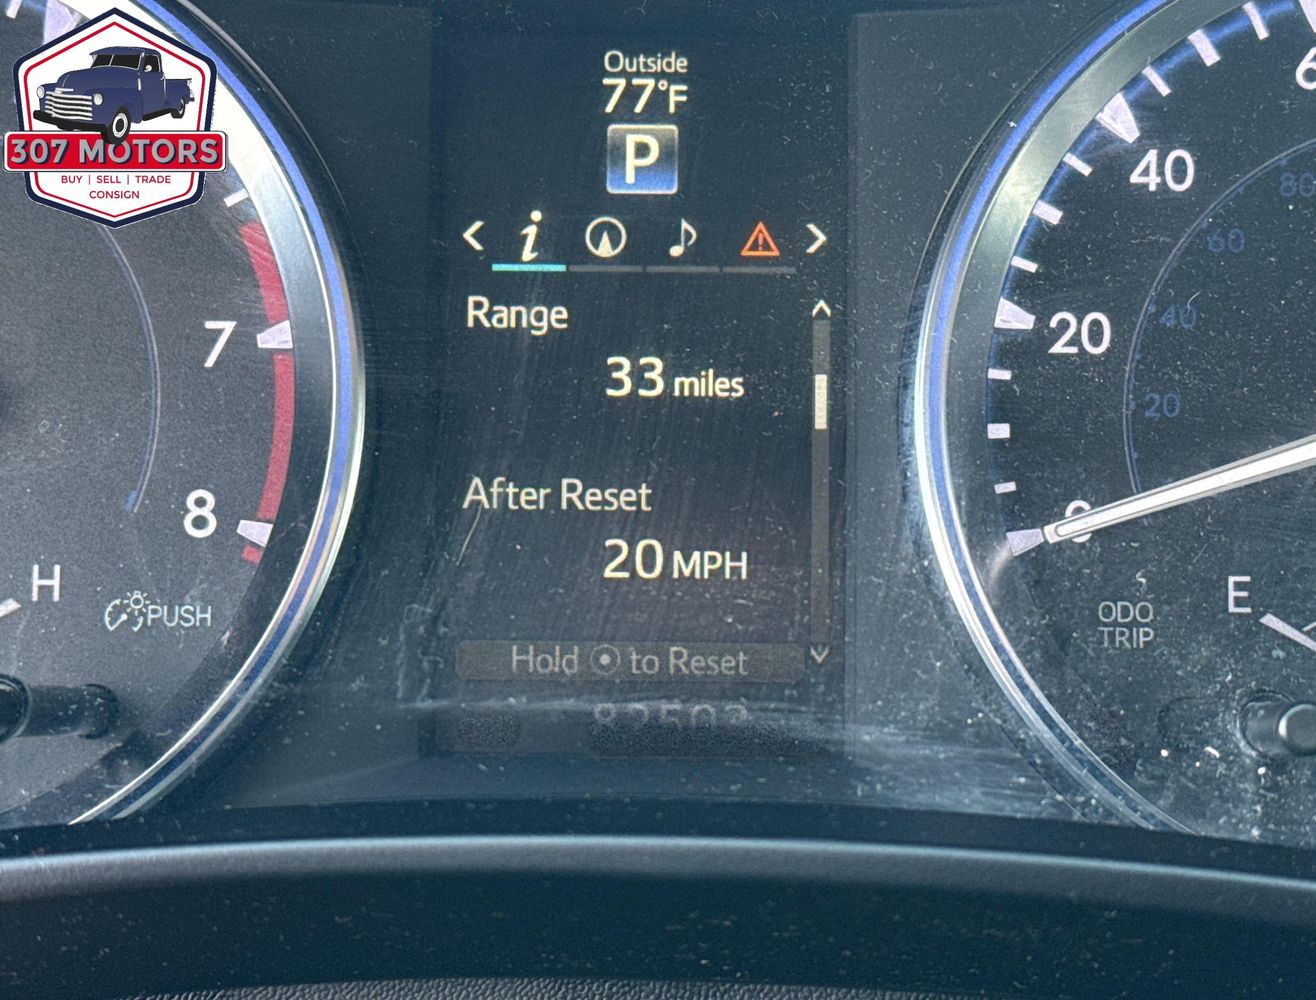 307 MOTORS
BUY | SELL | TRADE
CONSIGN
Outside
77°F
P
i
Range
33 miles
After Reset
20 MPH
Hold to Reset
7
8
H
PUSH
40
20
0
80
60
40
20
ODO
TRIP
E